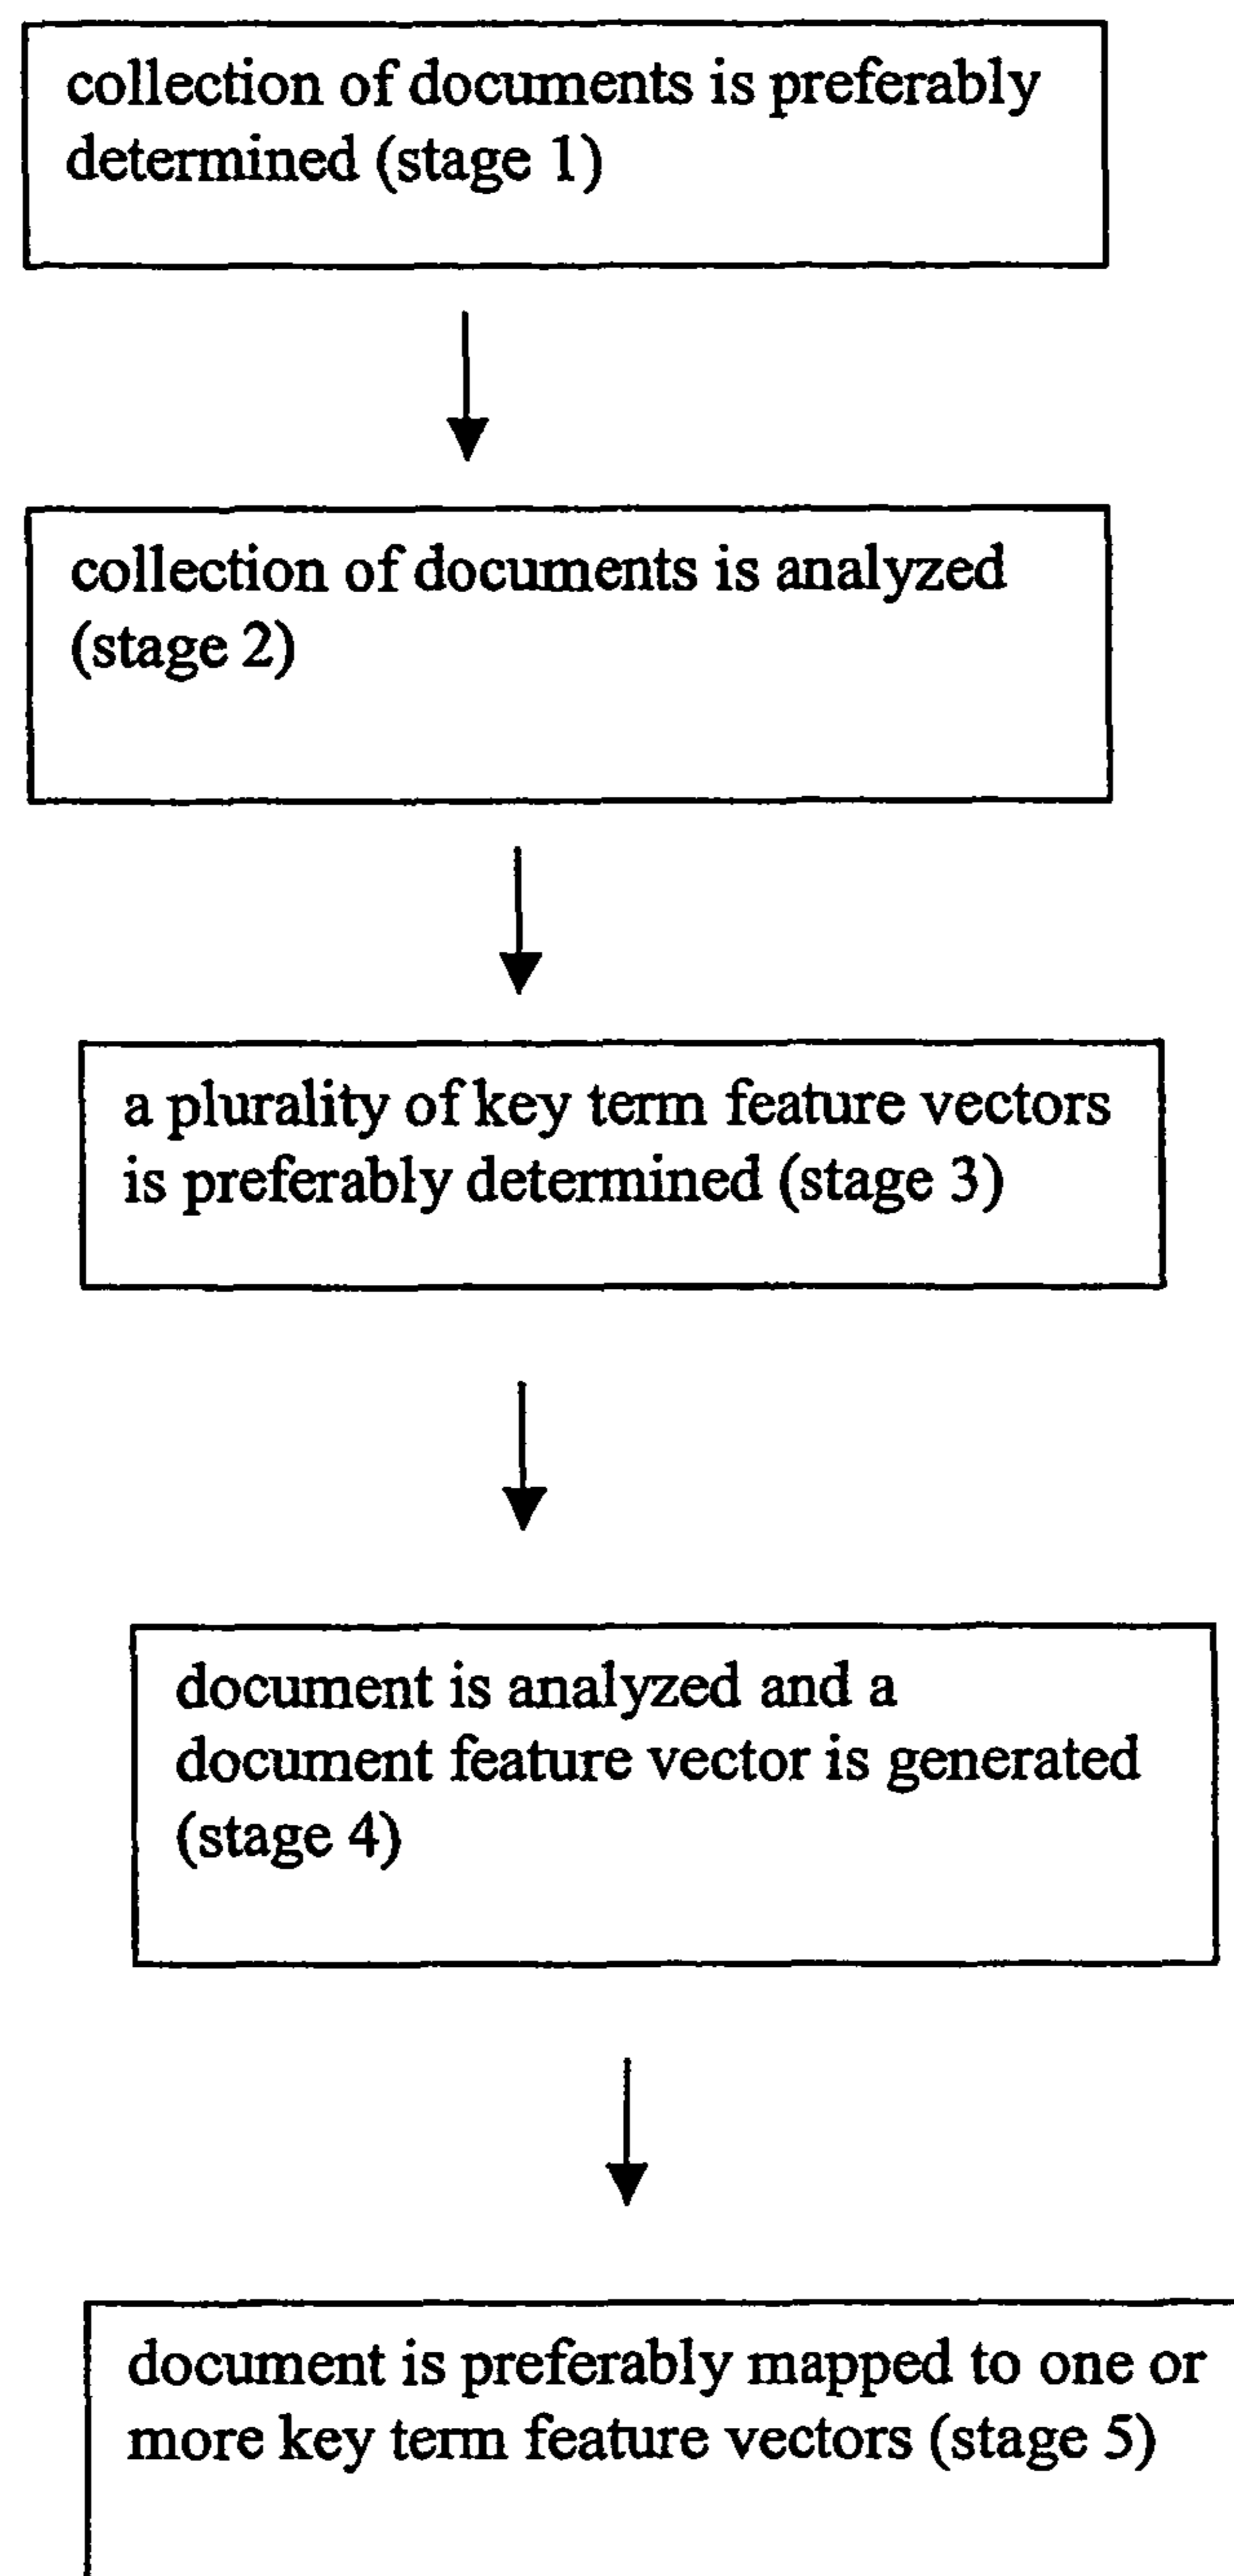 collection of documents is preferably
determined (stage 1)
collection of documents is analyzed
(stage 2)
a plurality of key term feature vectors
is preferably determined (stage 3)
document is analyzed and a
document feature vector is generated
(stage 4)
document is preferably mapped to one or
more key term feature vectors (stage 5)